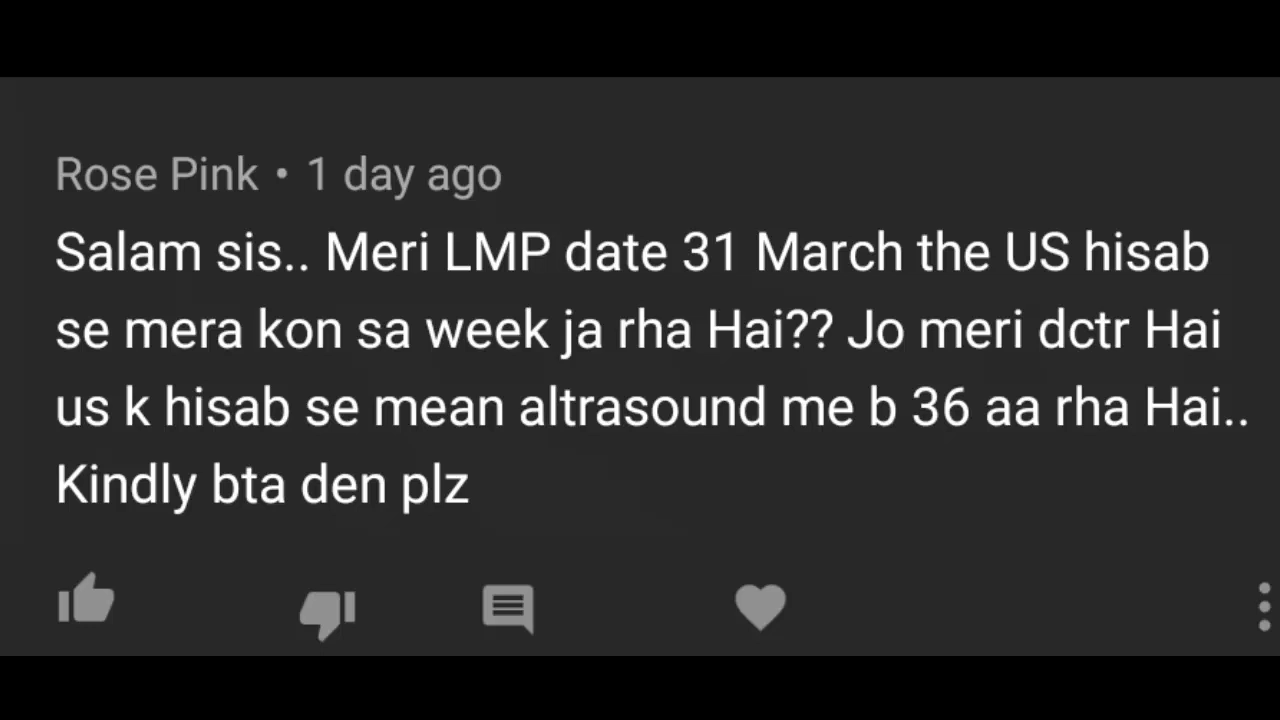 Rose Pink • 1 day ago
Salam sis.. Meri LMP date 31 March the US hisab
se mera kon sa week ja rha Hai?? Jo meri dctr Hai
us k hisab se mean altrasound me b 36 aa rha Hai..
Kindly bta den plz